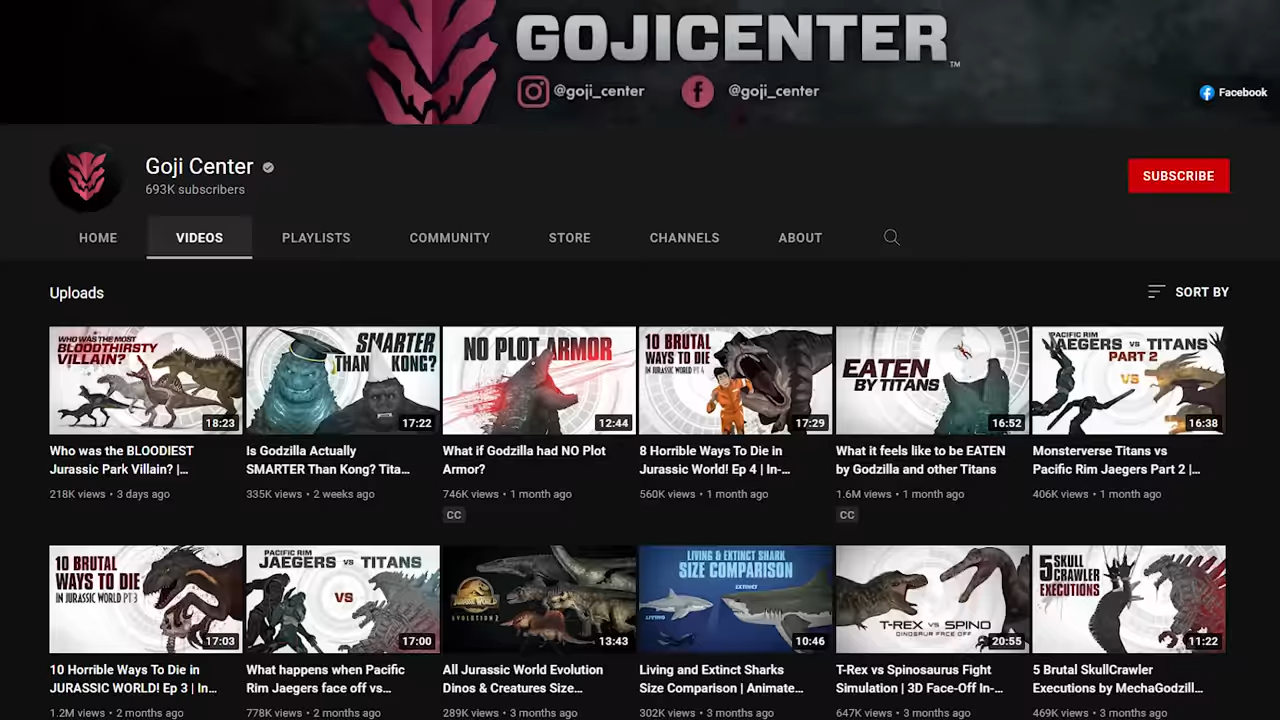 GOJICENTER™
@goji_center @goji_center
Facebook
Goji Center
693K subscribers
SUBSCRIBE
HOME VIDEOS PLAYLISTS COMMUNITY STORE CHANNELS ABOUT
Uploads
SORT BY
WHO WAS THE MOST
BLOODTHIRSTY
VILLAIN?
18:23
SMARTER
THAN KONG?
17:22
NO PLOT ARMOR
12:44
10 BRUTAL
WAYS TO DIE
IN JURASSIC WORLD PT 4
17:29
EATEN
BY TITANS
16:52
PACIFIC RIM
JAEGERS VS TITANS
PART 2
VS
16:38
Who was the BLOODIEST
Jurassic Park Villain? |...
218K views • 3 days ago
Is Godzilla Actually
SMARTER Than Kong? Tita...
335K views • 2 weeks ago
What if Godzilla had NO Plot
Armor?
746K views • 1 month ago
CC
8 Horrible Ways To Die in
Jurassic World! Ep 4 | In-...
560K views • 1 month ago
What it feels like to be EATEN
by Godzilla and other Titans
1.6M views • 1 month ago
CC
Monsterverse Titans vs
Pacific Rim Jaegers Part 2 |...
406K views • 1 month ago
10 BRUTAL
WAYS TO DIE
IN JURASSIC WORLD PT 3
17:03
PACIFIC RIM
JAEGERS VS TITANS
VS
17:00
JURASSIC WORLD
EVOLUTION 2
13:43
LIVING & EXTINCT SHARK
SIZE COMPARISON
EXTINCT
LIVING
10:46
T-REX VS SPINO
DINOSAUR FACE OFF
20:55
5 SKULL
CRAWLER
EXECUTIONS
11:22
10 Horrible Ways To Die in
JURASSIC WORLD! Ep 3 | In...
1.2M views • 2 months ago
What happens when Pacific
Rim Jaegers face off vs...
778K views • 2 months ago
All Jurassic World Evolution
Dinos & Creatures Size...
289K views • 3 months ago
Living and Extinct Sharks
Size Comparison | Animate...
302K views • 3 months ago
T-Rex vs Spinosaurus Fight
Simulation | 3D Face-Off In-...
647K views • 3 months ago
5 Brutal SkullCrawler
Executions by MechaGodzill...
469K views • 3 months ago